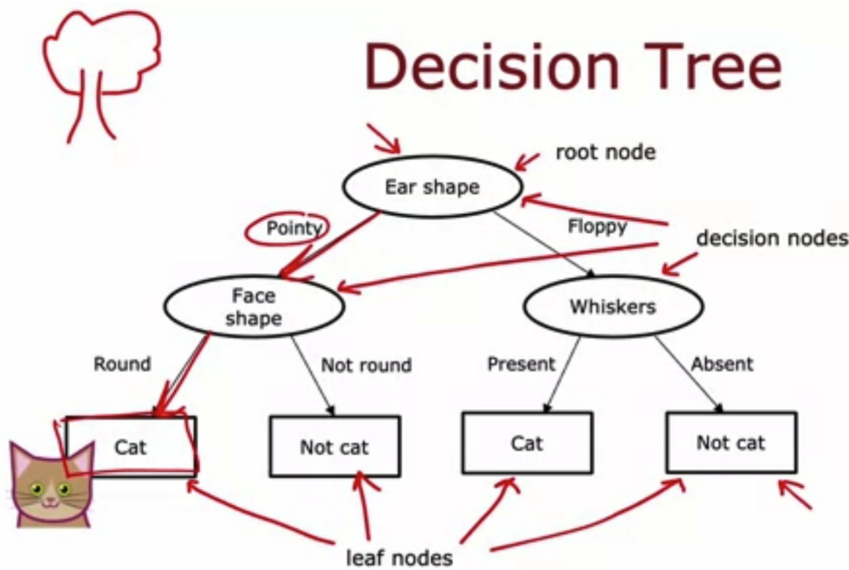 Decision Tree
root node
Ear shape
Pointy
Floppy
decision nodes
Face
shape
Whiskers
Round
Not round
Present
Absent
Cat
Not cat
Cat
Not cat
leaf nodes